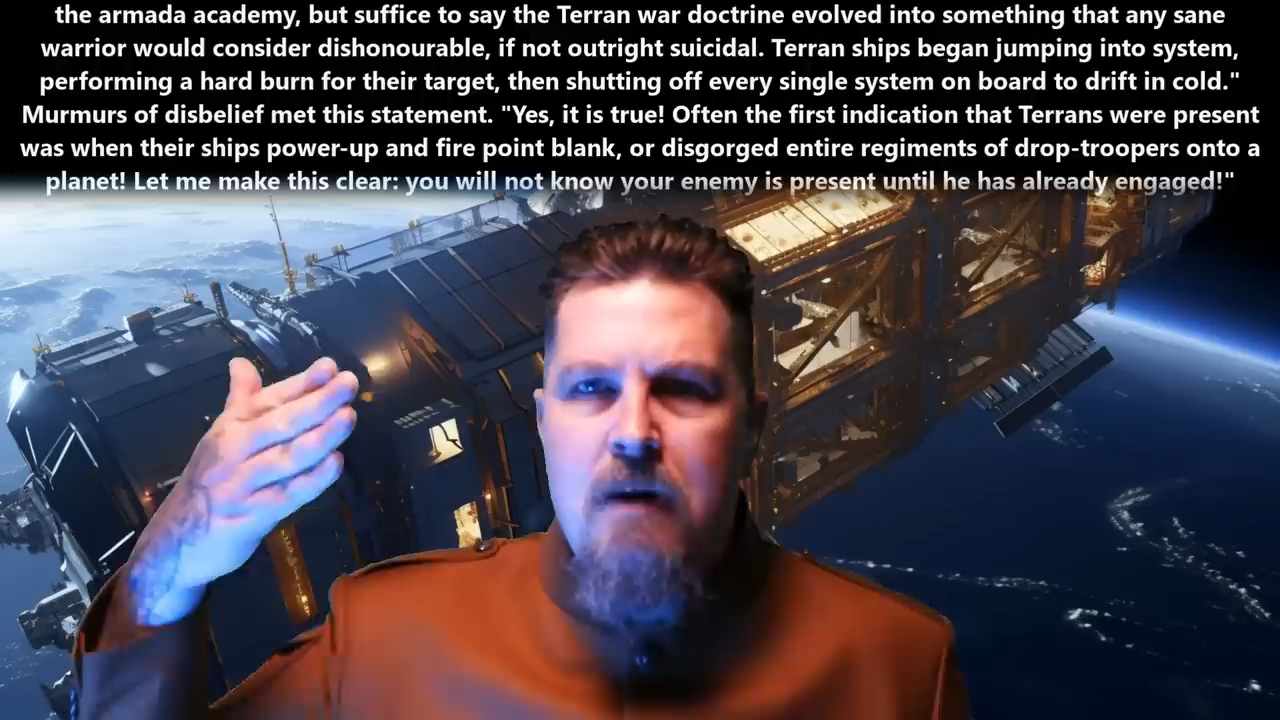 the armada academy, but suffice to say the Terran war doctrine evolved into something that any sane
warrior would consider dishonourable, if not outright suicidal. Terran ships began jumping into system,
performing a hard burn for their target, then shutting off every single system on board to drift in cold."
Murmurs of disbelief met this statement. "Yes, it is true! Often the first indication that Terrans were present
was when their ships power-up and fire point blank, or disgorged entire regiments of drop-troopers onto a
planet! Let me make this clear: you will not know your enemy is present until he has already engaged!"